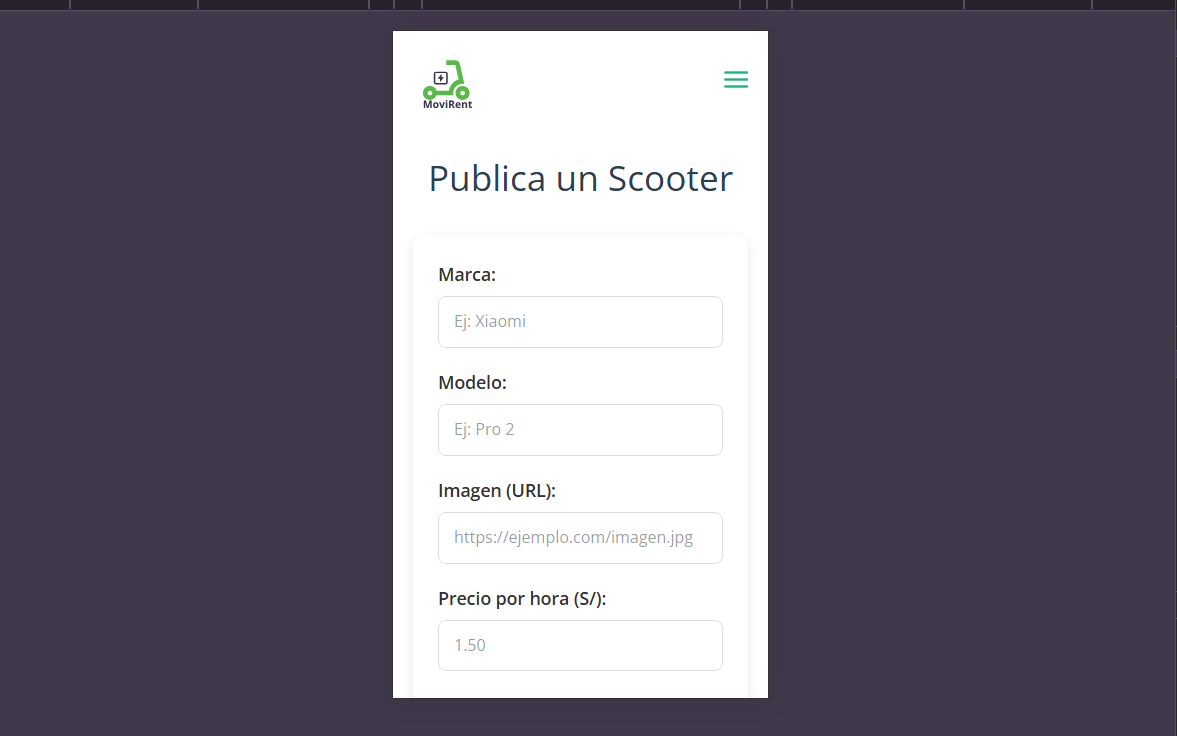 MoviRent
Publica un Scooter
Marca:
Ej: Xiaomi
Modelo:
Ej: Pro 2
Imagen (URL):
https://ejemplo.com/imagen.jpg
Precio por hora (S/):
1.50